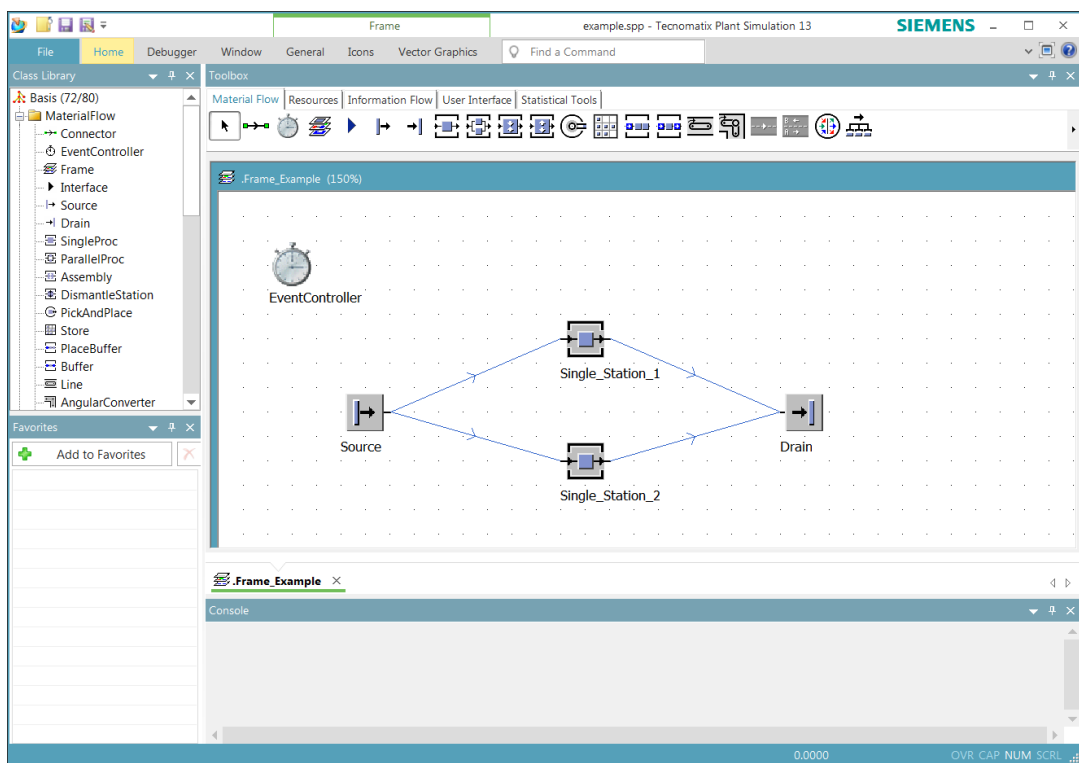 Frame
example.spp - Tecnomatix Plant Simulation 13
SIEMENS
File Home Debugger Window General Icons Vector Graphics Find a Command
Class Library
Toolbox
Basis (72/80)
MaterialFlow
Connector
EventController
Frame
Interface
Source
Drain
SingleProc
ParallelProc
Assembly
DismantleStation
PickAndPlace
Store
PlaceBuffer
Buffer
Line
AngularConverter
Favorites
Add to Favorites
Material Flow Resources Information Flow User Interface Statistical Tools
.Frame_Example (150%)
EventController
Single_Station_1
Source
Drain
Single_Station_2
.Frame_Example
Console
0.0000 OVR CAP NUM SCRL